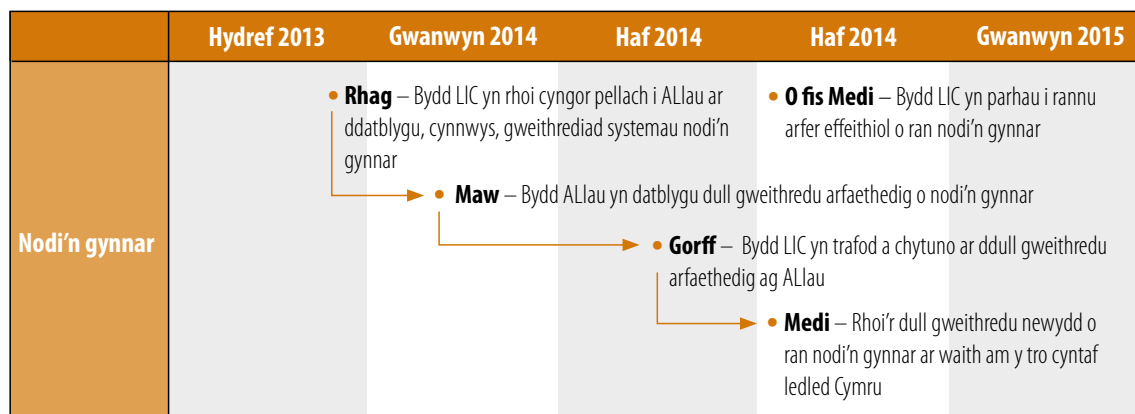 Hydref 2013 Gwanwyn 2014 Haf 2014 Haf 2014 Gwanwyn 2015
Nodi'n gynnar
• Rhag – Bydd LlC yn rhoi cyngor pellach i ALlau ar
ddatblygu, cynnwys, gweithrediad systemau nodi'n
gynnar
• O fis Medi – Bydd LlC yn parhau i rannu
arfer effeithiol o ran nodi'n gynnar
• Maw – Bydd ALlau yn datblygu dull gweithredu arfaethedig o nodi'n gynnar
• Gorff – Bydd LlC yn trafod a chytuno ar ddull gweithredu
arfaethedig ag ALlau
• Medi – Rhoi'r dull gweithredu newydd o
ran nodi'n gynnar ar waith am y tro cyntaf
ledled Cymru